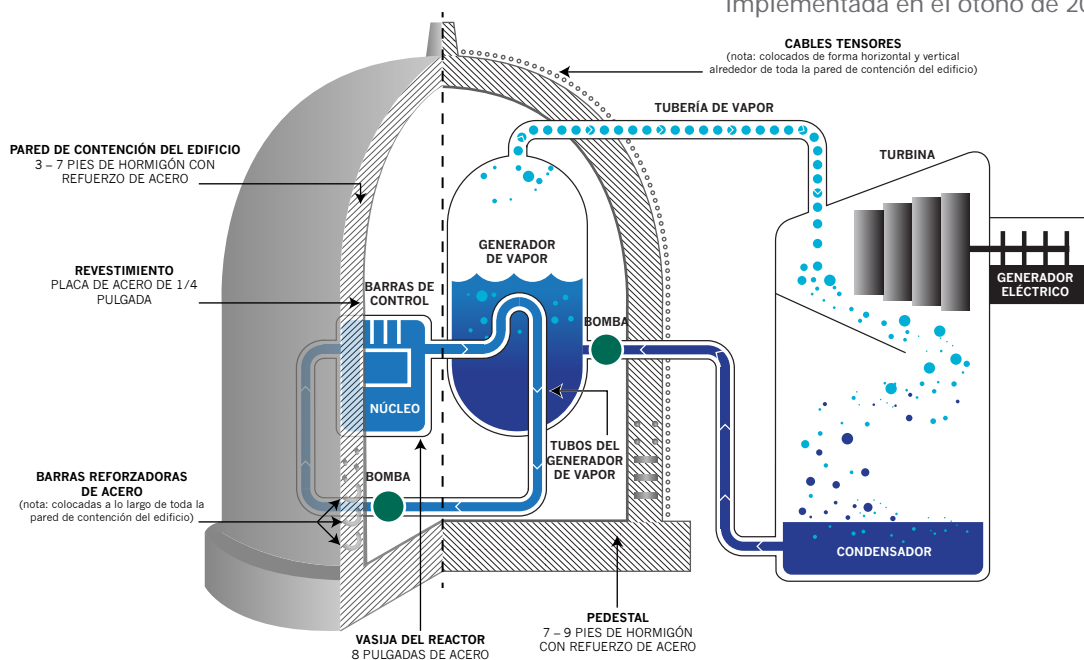 Implementada en el otoño de 20
CABLES TENSORES
(nota: colocados de forma horizontal y vertical
alrededor de toda la pared de contención del edificio)
TUBERÍA DE VAPOR
PARED DE CONTENCIÓN DEL EDIFICIO
3 – 7 PIES DE HORMIGÓN CON
REFUERZO DE ACERO
TURBINA
GENERADOR
DE VAPOR
REVESTIMIENTO
PLACA DE ACERO DE 1/4
PULGADA
BARRAS DE
CONTROL
GENERADOR
ELÉCTRICO
BOMBA
NÚCLEO
TUBOS DEL
GENERADOR
DE VAPOR
BARRAS REFORZADORAS
DE ACERO
(nota: colocadas a lo largo de toda la
pared de contención del edificio)
BOMBA
CONDENSADOR
PEDESTAL
7 – 9 PIES DE HORMIGÓN
CON REFUERZO DE ACERO
VASIJA DEL REACTOR
8 PULGADAS DE ACERO